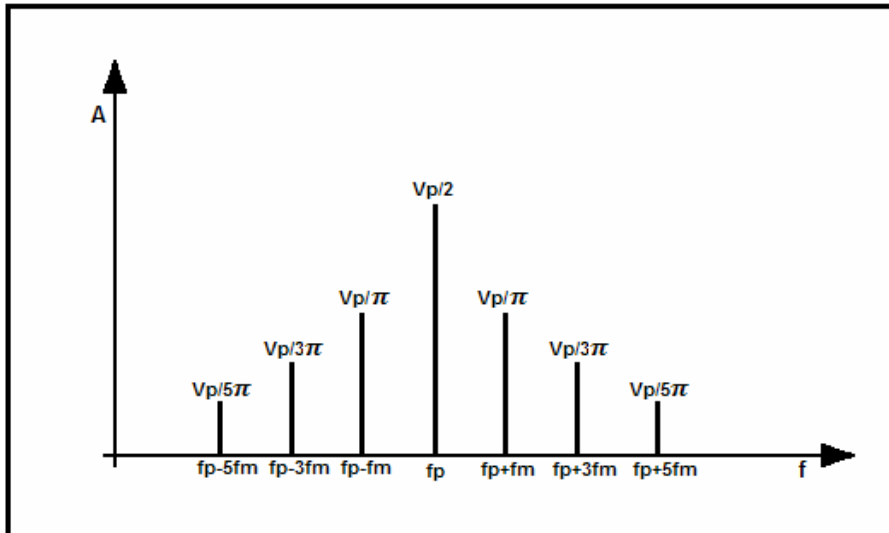 A
Vp/2
Vp/π Vp/π
Vp/3π Vp/3π
Vp/5π Vp/5π
fp-5fm fp-3fm fp-fm fp fp+fm fp+3fm fp+5fm f